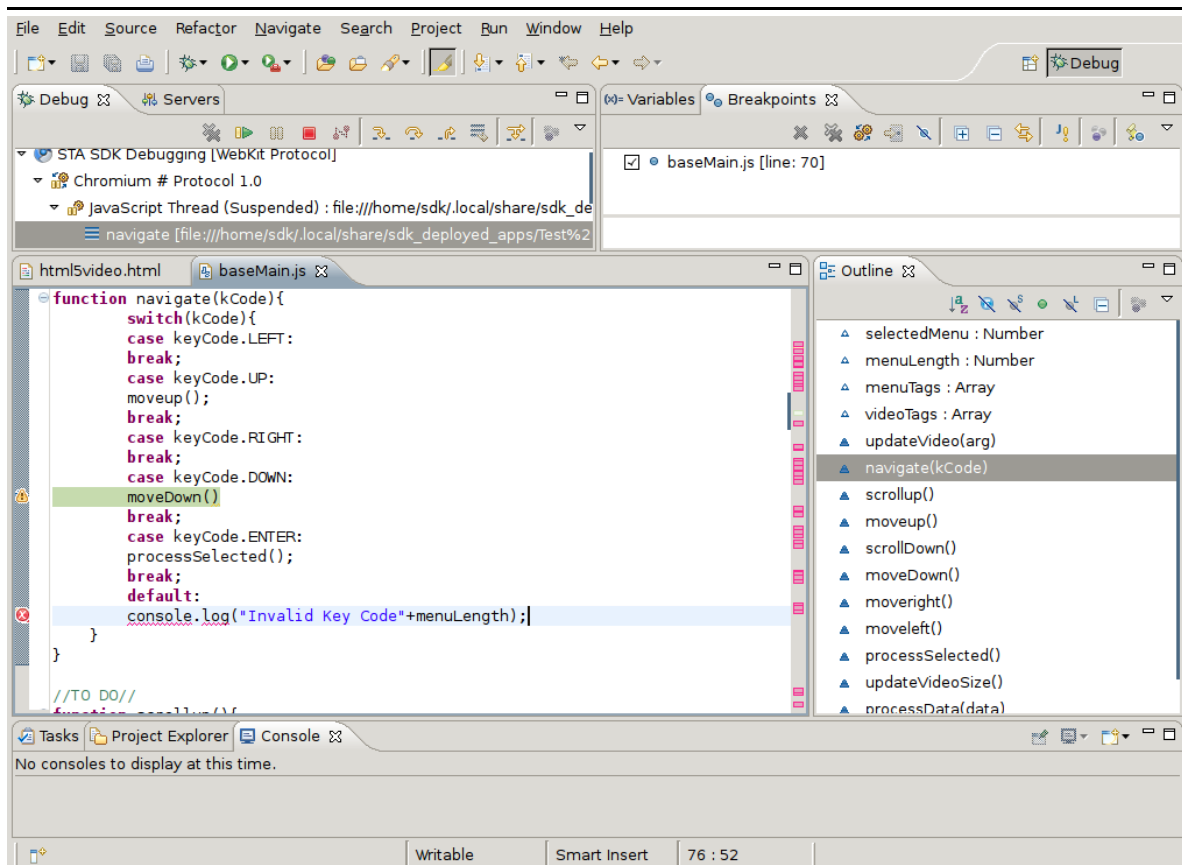 File Edit Source Refactor Navigate Search Project Run Window Help
Debug
Debug Servers
(x)= Variables Breakpoints
STA SDK Debugging [WebKit Protocol]
Chromium # Protocol 1.0
JavaScript Thread (Suspended) : file:///home/sdk/.local/share/sdk_de
navigate [file:///home/sdk/.local/share/sdk_deployed_apps/Test%2
baseMain.js [line: 70]
html5video.html baseMain.js
function navigate(kCode){
switch(kCode){
case keyCode.LEFT:
break;
case keyCode.UP:
moveup();
break;
case keyCode.RIGHT:
break;
case keyCode.DOWN:
moveDown()
break;
case keyCode.ENTER:
processSelected();
break;
default:
console.log("Invalid Key Code"+menuLength);
}
}
//TO DO//
function scrollup(){
Outline
selectedMenu : Number
menuLength : Number
menuTags : Array
videoTags : Array
updateVideo(arg)
navigate(kCode)
scrollup()
moveup()
scrollDown()
moveDown()
moveright()
moveleft()
processSelected()
updateVideoSize()
processData(data)
Tasks Project Explorer Console
No consoles to display at this time.
Writable Smart Insert 76 : 52